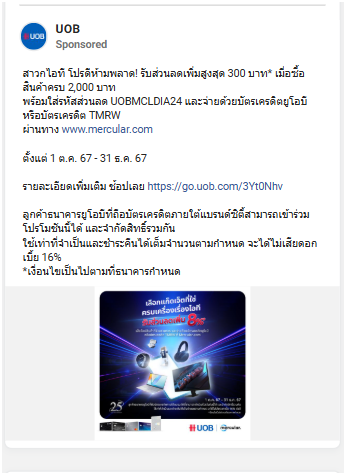 UOB
UOB
Sponsored
สาวกไอที โปรดีห้ามพลาด! รับส่วนลดเพิ่มสูงสุด 300 บาท* เมื่อซื้อ
สินค้าครบ 2,000 บาท
พร้อมใส่รหัสส่วนลด UOBMCLDIA24 และจ่ายด้วยบัตรเครดิตยูโอบี
หรือบัตรเครดิต TMRW
ผ่านทาง www.mercular.com
ตั้งแต่ 1 ต.ค. 67 - 31 ธ.ค. 67
รายละเอียดเพิ่มเติม ช้อปเลย https://go.uob.com/3Yt0Nhv
ลูกค้าธนาคารยูโอบีที่ถือบัตรเครดิตภายใต้แบรนด์ซิตี้สามารถเข้าร่วม
โปรโมชันนี้ได้ และจำกัดสิทธิ์รวมกัน
ใช้เท่าที่จำเป็นและชำระคืนได้เต็มจำนวนตามกำหนด จะได้ไม่เสียดอก
เบี้ย 16%
*เงื่อนไขเป็นไปตามที่ธนาคารกำหนด
เลือกแก็ดเจ็ตที่ใช่
ครบเครื่องเรื่องไอที
1 ต.ค. 67 - 31 ธ.ค. 67
25
UOB
mercular.